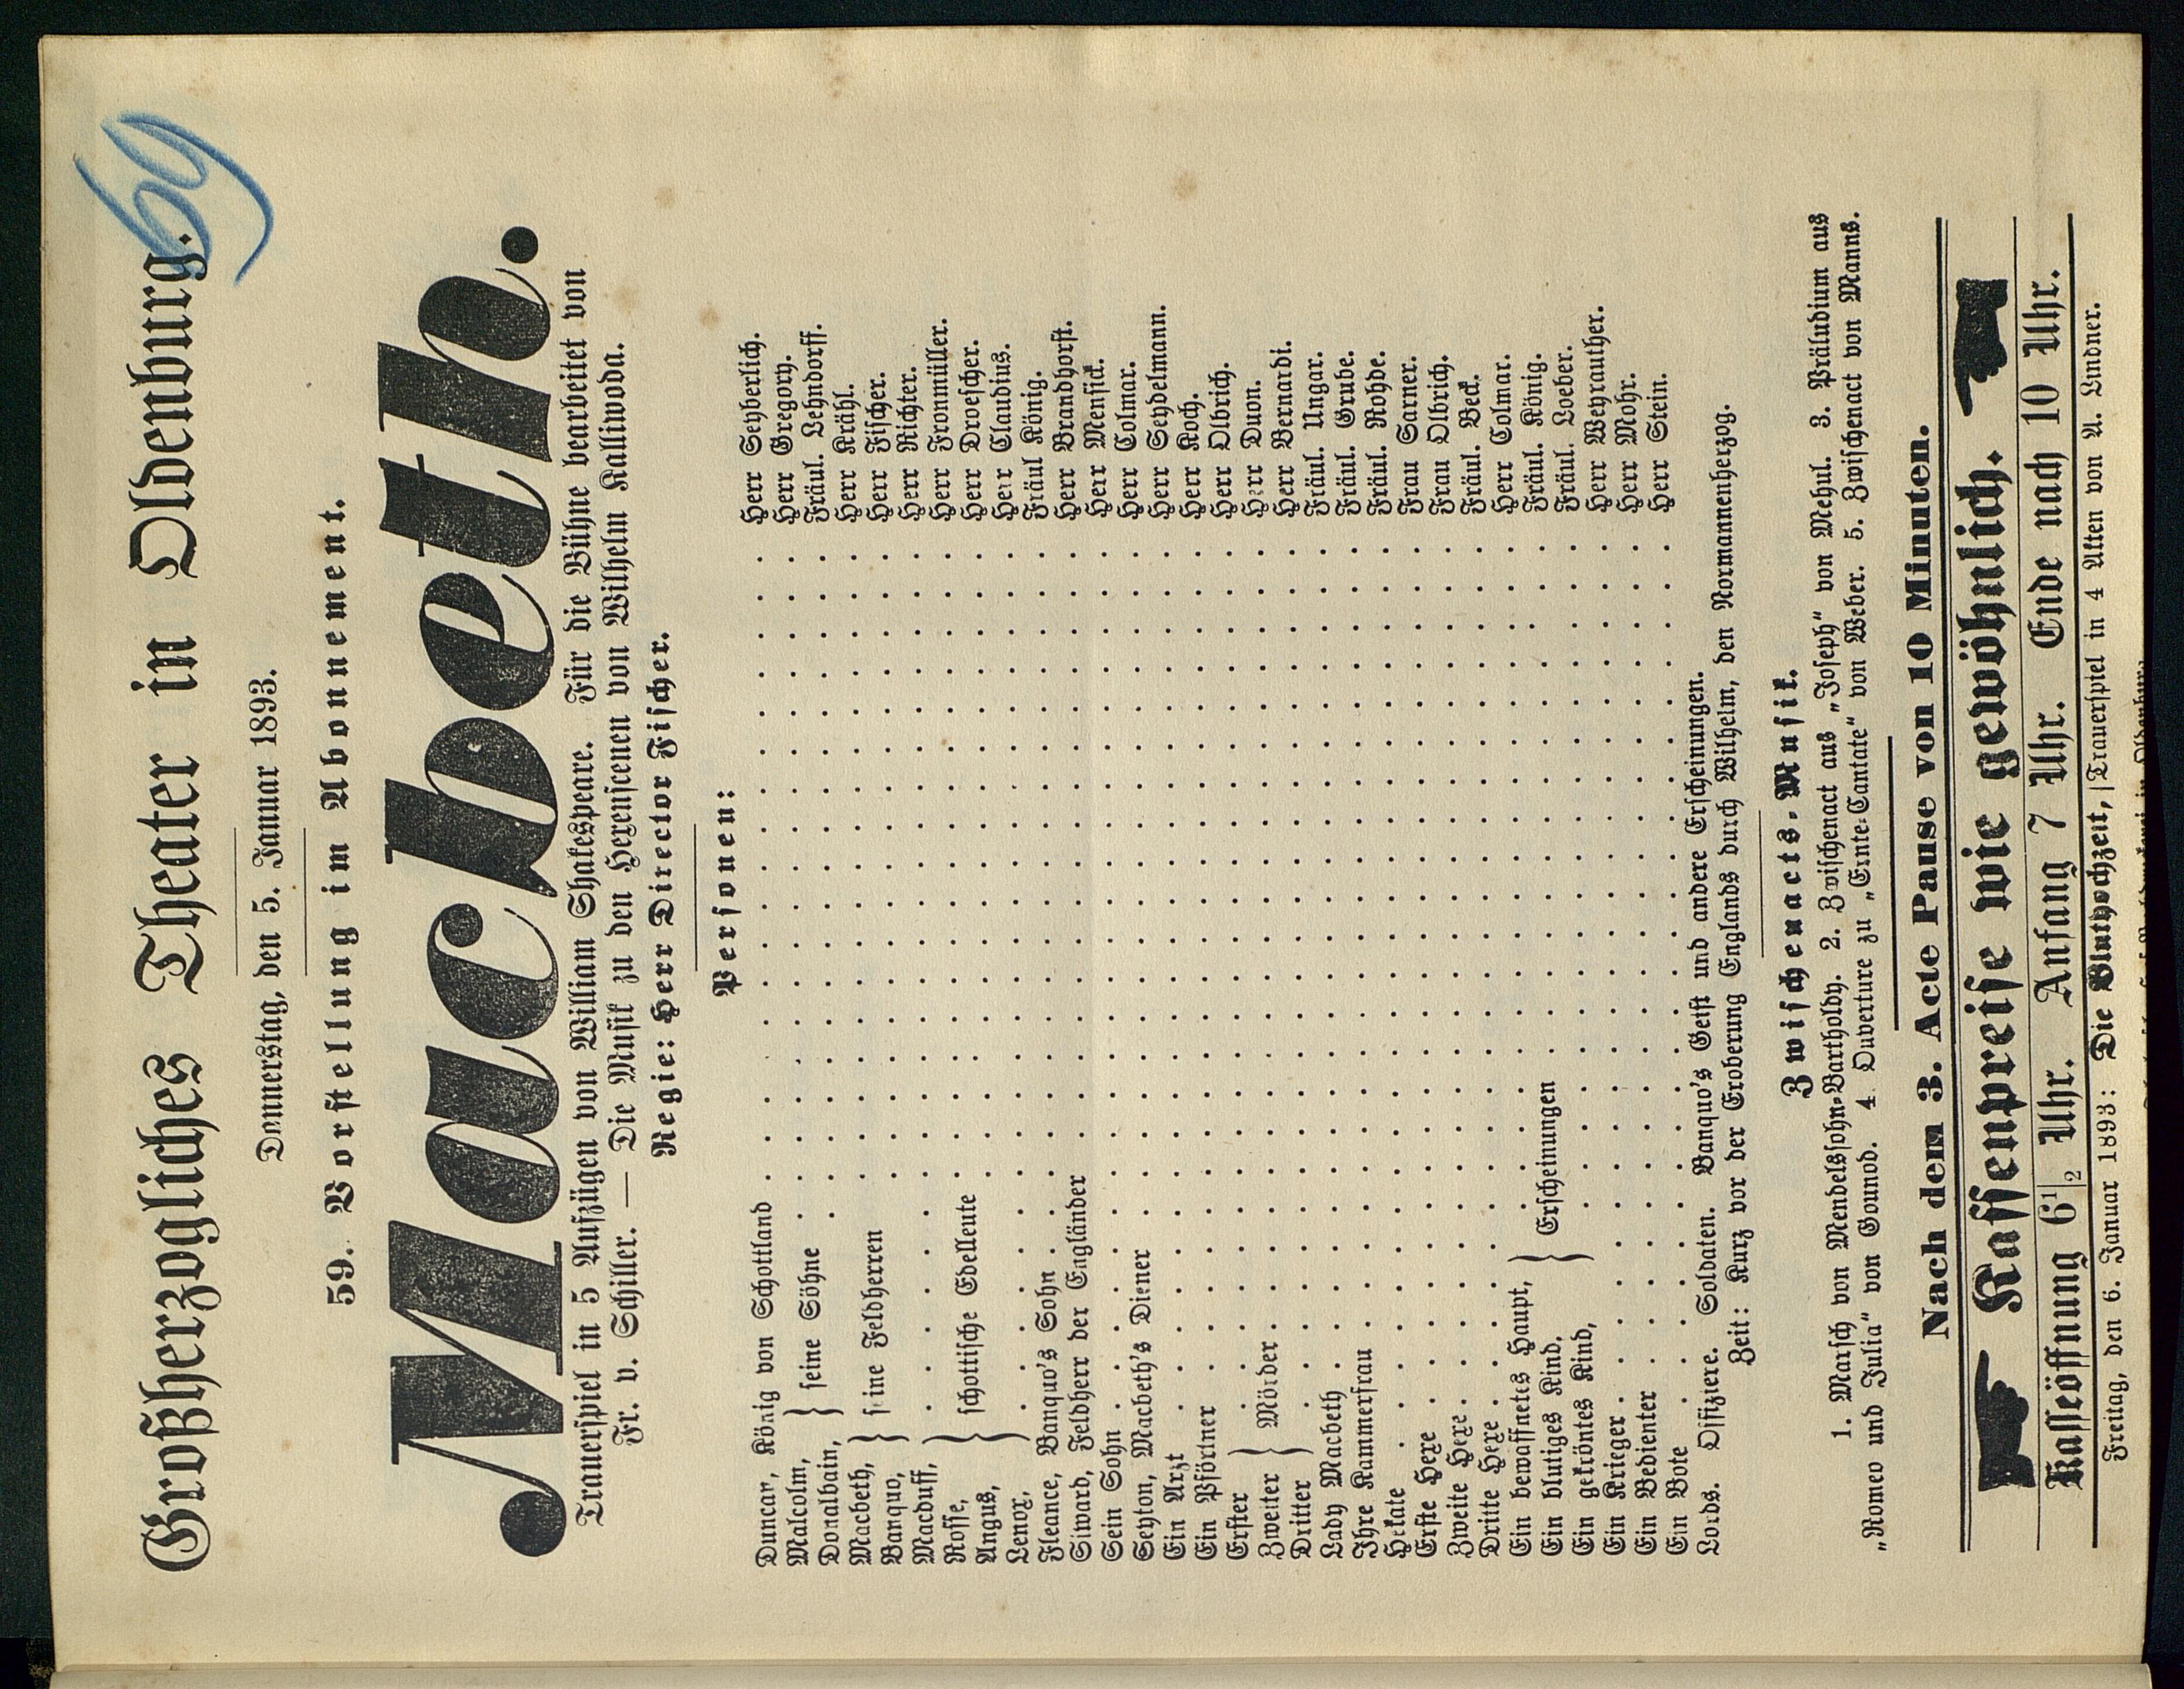 69
Großherzogliches Theater in Oldenburg.
Donnerstag, den 5. Januar 1893.
59. Vorstellung im Abonnement.
Macbeth.
Trauerspiel in 5 Aufzügen von William Shakespeare. Für die Bühne bearbeitet von
Fr. v. Schiller. — Die Musik zu den Hexenscenen von Wilhelm Kalliwoda.
Regie: Herr Director Fischer.
Personen:
Duncan, König von Schottland . . . Herr Seyberlich.
Malcolm, } seine Söhne . . . Herr Gregory.
Donalbain, . . . Fräul. Lehndorff.
Macbeth, } seine Feldherren . . . Herr Krähl.
Banquo, . . . Herr Fischer.
Macduff, . . . Herr Richter.
Rosse, } schottische Edelleute . . . Herr Fronmüller.
Angus, . . . Herr Droescher.
Lenox, . . . Herr Claudius.
Fleance, Banquo's Sohn . . . Fräul König.
Siward, Feldherr der Engländer . . . Herr Brandhorst.
Sein Sohn . . . Herr Mensick.
Seyton, Macbeth's Diener . . . Herr Colmar.
Ein Arzt . . . Herr Seydelmann.
Ein Pförtner . . . Herr Koch.
Erster . . . Herr Olbrich.
Zweiter } Mörder . . . Herr Duon.
Dritter . . . Herr Bernardi.
Lady Macbeth . . . Fräul. Ungar.
Ihre Kammerfrau . . . Fräul. Grube.
Hekate . . . Fräul. Rohde.
Erste Hexe . . . Frau Sarner.
Zweite Hexe . . . Frau Olbrich.
Dritte Hexe . . . Fräul. Beck.
Ein bewaffnetes Haupt, . . . Herr Colmar.
Ein blutiges Kind, } Erscheinungen . . . Fräul. König.
Ein gekröntes Kind, . . . Fräul. Loeber.
Ein Krieger . . . Herr Weyrauther.
Ein Bedienter . . . Herr Mohr.
Ein Bote . . . Herr Stein.
Lords. Offiziere. Soldaten. Banquo's Geist und andere Erscheinungen.
Zeit: Kurz vor der Eroberung Englands durch Wilhelm, den Normannenherzog.
Zwischenacts-Musik.
1. Marsch von Mendelssohn-Bartholdy. 2. Zwischenact aus „Joseph“ von Mehul. 3. Präludium aus
„Romeo und Julia“ von Gounod. 4. Ouverture zu „Ernte-Cantate“ von Weber. 5. Zwischenact von Manns.
Nach dem 3. Acte Pause von 10 Minuten.
Kassenpreise wie gewöhnlich.
Kasseöffnung 6½ Uhr. Anfang 7 Uhr. Ende nach 10 Uhr.
Freitag, den 6. Januar 1893: Die Bluthochzeit, Trauerspiel in 4 Akten von A. Lindner.